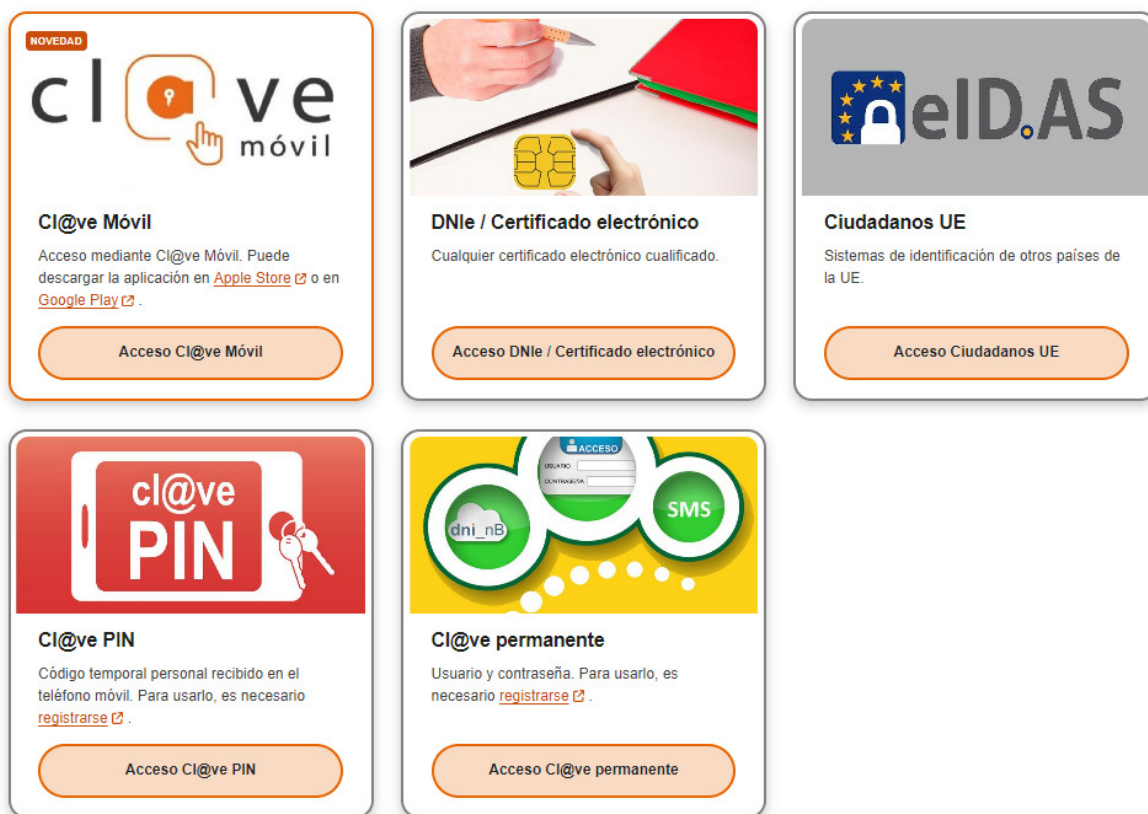 NOVEDAD
cl@ve
móvil
Cl@ve Móvil
Acceso mediante Cl@ve Móvil. Puede
descargar la aplicación en Apple Store o en
Google Play .
Acceso Cl@ve Móvil
DNIe / Certificado electrónico
Cualquier certificado electrónico cualificado.
Acceso DNIe / Certificado electrónico
eID.AS
Ciudadanos UE
Sistemas de identificación de otros países de
la UE.
Acceso Ciudadanos UE
cl@ve
PIN
Cl@ve PIN
Código temporal personal recibido en el
teléfono móvil. Para usarlo, es necesario
registrarse .
Acceso Cl@ve PIN
ACCESO
USUARIO
CONTRASEÑA
dni_nB
SMS
Cl@ve permanente
Usuario y contraseña. Para usarlo, es
necesario registrarse .
Acceso Cl@ve permanente